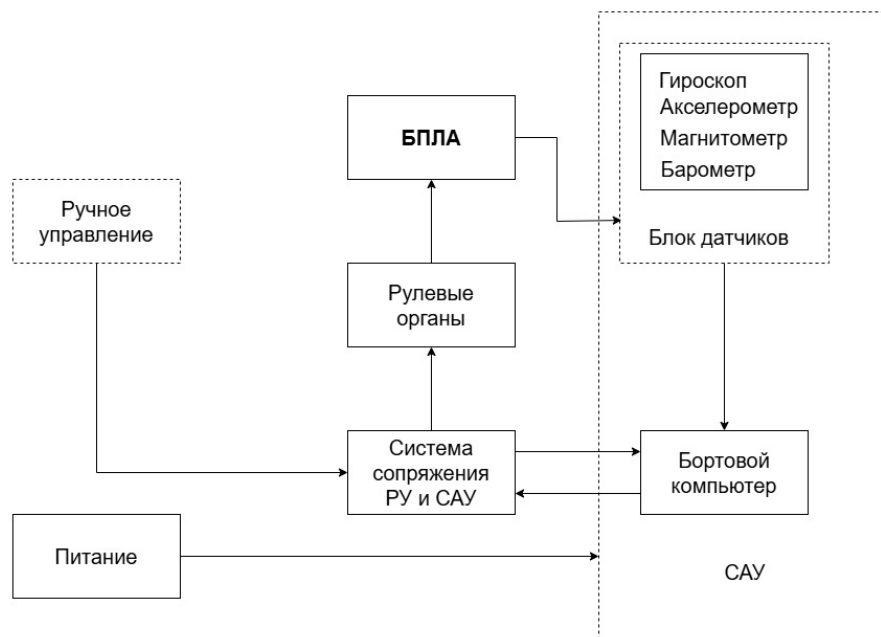 Гироскоп
Акселерометр
Магнитометр
Барометр
Блок датчиков
БПЛА
Ручное
управление
Рулевые
органы
Система
сопряжения
РУ и САУ
Бортовой
компьютер
Питание
САУ